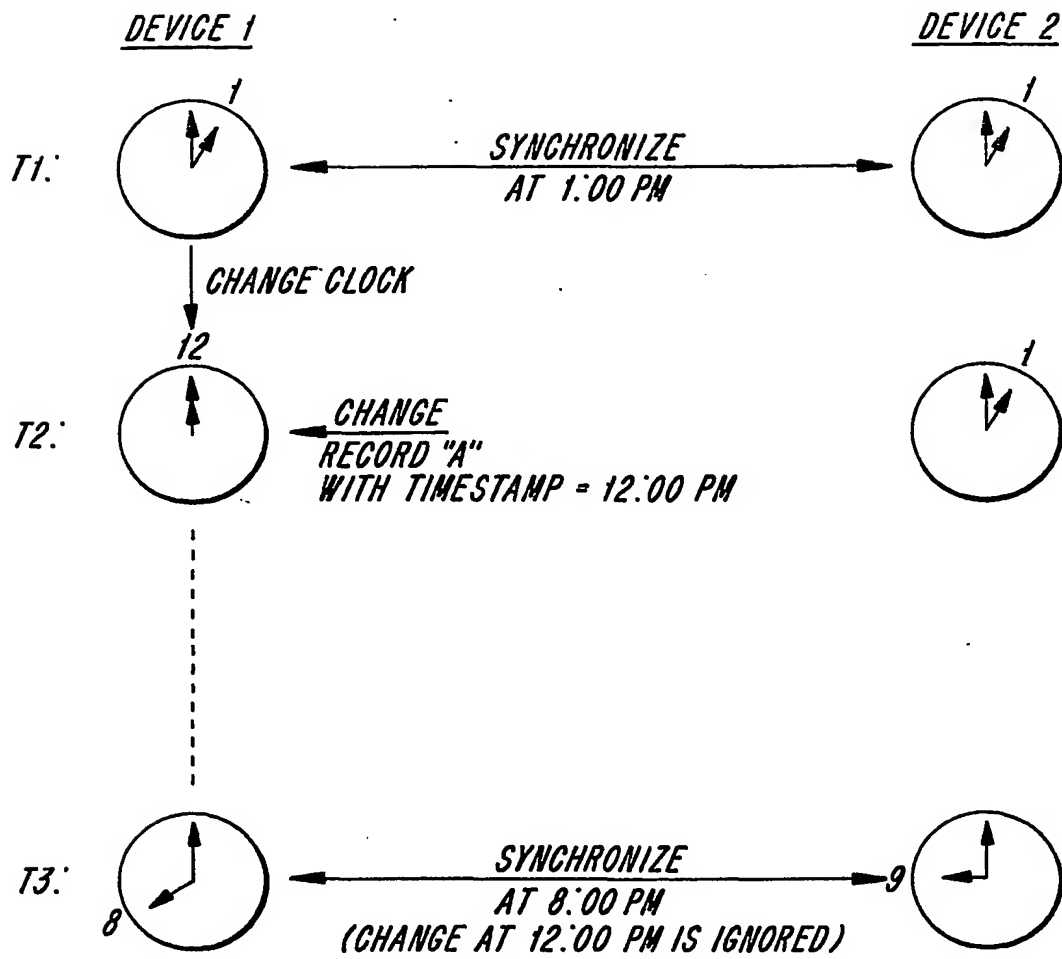 DEVICE 1
DEVICE 2
T1:
1
SYNCHRONIZE
AT 1:00 PM
1
CHANGE CLOCK
12
T2:
CHANGE
RECORD "A"
WITH TIMESTAMP = 12:00 PM
1
T3:
8
SYNCHRONIZE
AT 8:00 PM
(CHANGE AT 12:00 PM IS IGNORED)
9